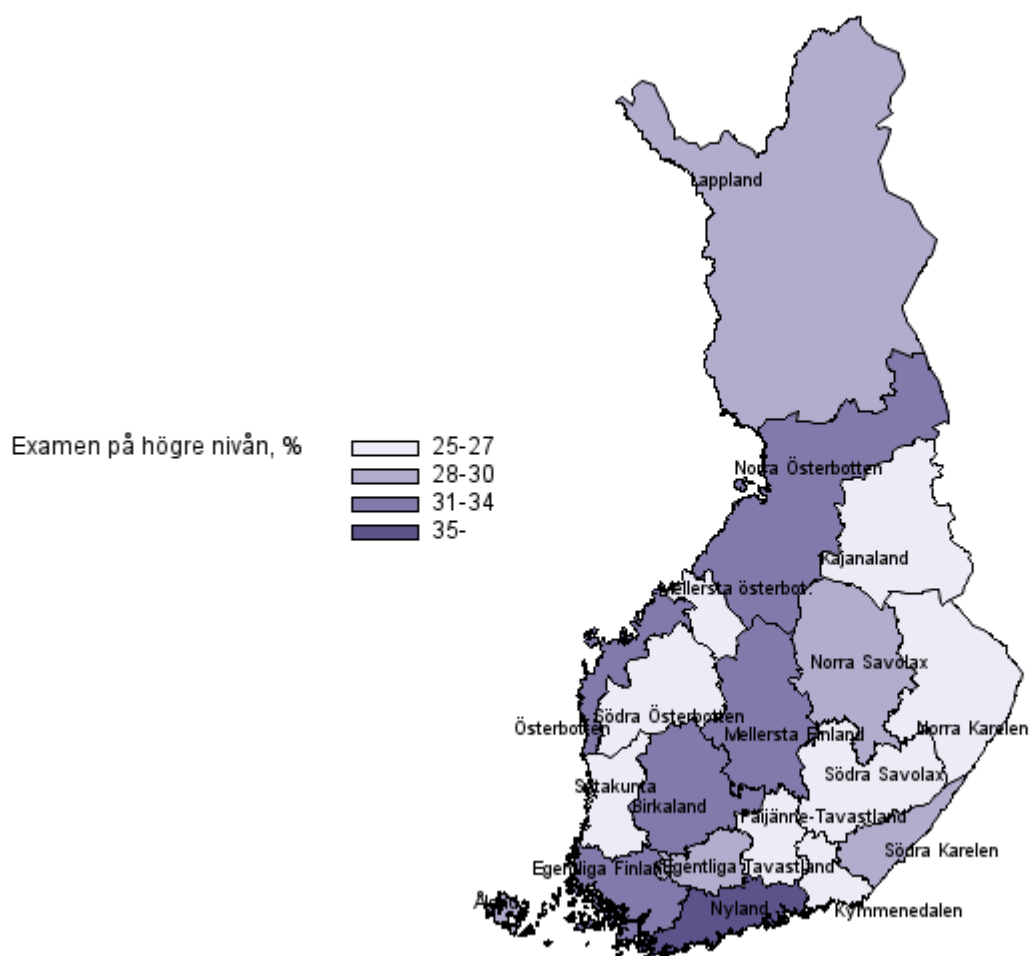 Lappland
Examen på högre nivån, %
25-27
28-30
31-34
35-
Norra Österbotten
Kajanaland
Mellersta österbot.
Norra Savolax
Södra Österbotten
Österbotten
Mellersta Finland
Norra Karelen
Södra Savolax
Satakunta
Birkaland
Päijänne-Tavastland
Södra Karelen
Egentliga Finland
Egentliga Tavastland
Åland
Nyland
Kymmenedalen